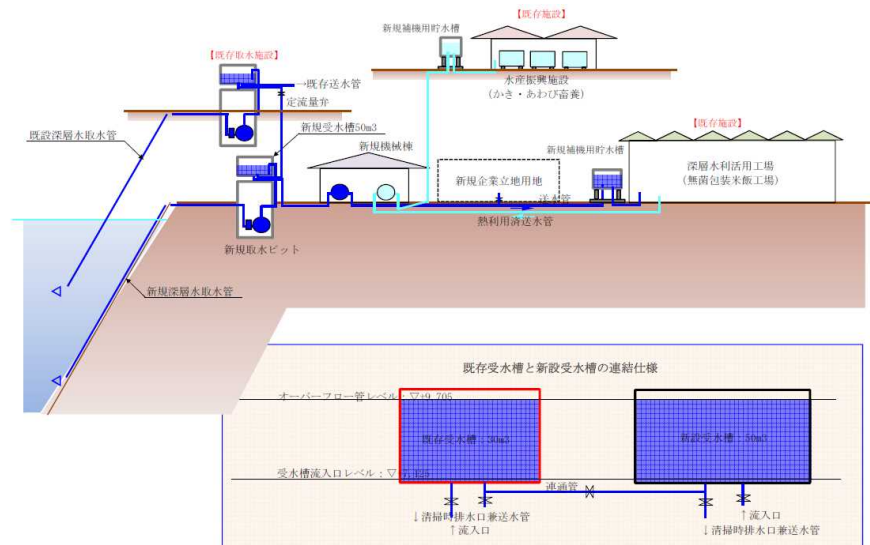 【既存施設】
新規補機用貯水槽
【既存取水施設】
水産振興施設
(かき・あわび畜養)
→既存送水管
定流量弁
【既存施設】
新規受水槽50m3
既設深層水取水管
新規機械棟
新規補機用貯水槽
深層水利活用工場
(無菌包装米飯工場)
新規企業立地用地
送水管
熱利用済送水管
新規取水ピット
新規深層水取水管
既存受水槽と新設受水槽の連結仕様
オーバーフロー管レベル:▽+9,705
既存受水槽:30m3
新設受水槽:50m3
受水槽流入口レベル:▽+7,125
連通管
↓清掃時排水口兼送水管
↑流入口
↑流入口
↓清掃時排水口兼送水管